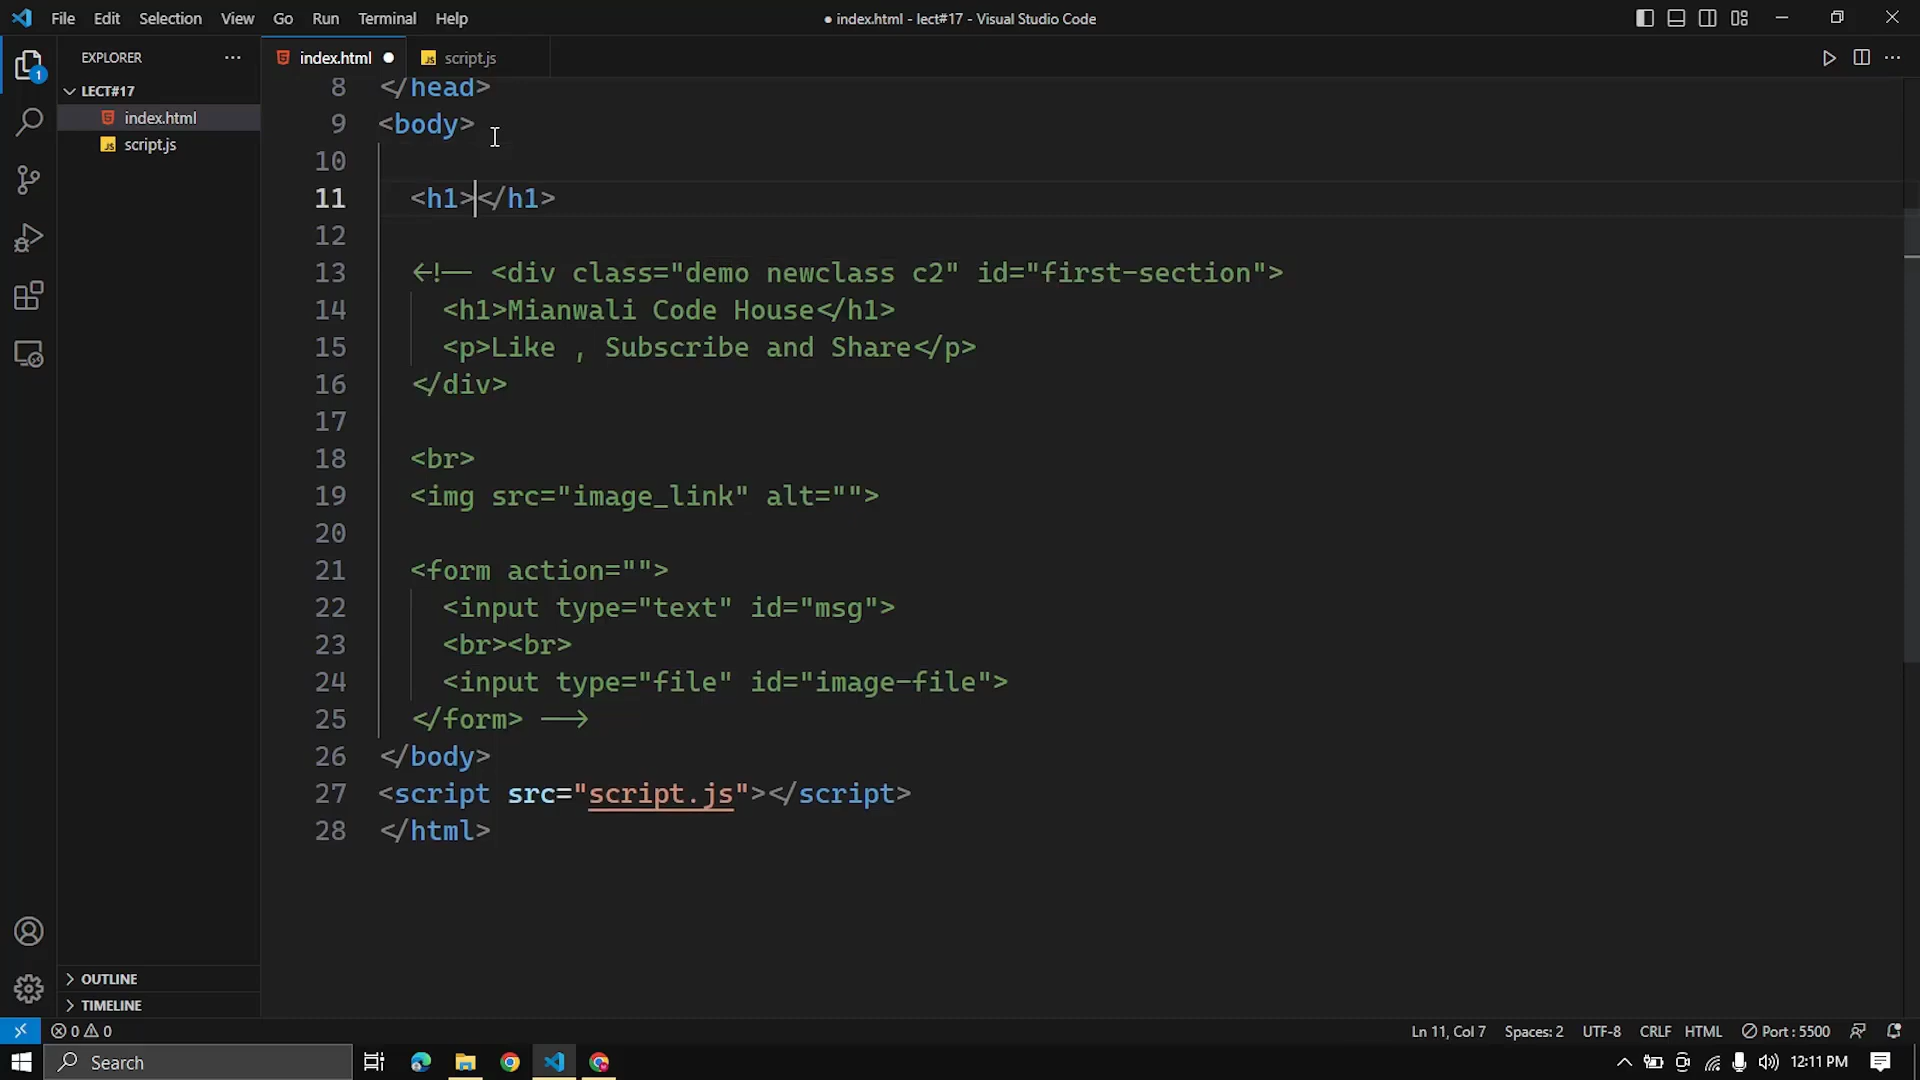 File Edit Selection View Go Run Terminal Help
● index.html - lect#17 - Visual Studio Code
EXPLORER
index.html ●
script.js
LECT#17
index.html
script.js
8 </head>
9 <body>
10
11 <h1></h1>
12
13 <!-- <div class="demo newclass c2" id="first-section">
14 <h1>Mianwali Code House</h1>
15 <p>Like , Subscribe and Share</p>
16 </div>
17
18 <br>
19 <img src="image_link" alt="">
20
21 <form action="">
22 <input type="text" id="msg">
23 <br><br>
24 <input type="file" id="image-file">
25 </form> -->
26 </body>
27 <script src="script.js"></script>
28 </html>
1
OUTLINE
TIMELINE
0 0
Ln 11, Col 7 Spaces: 2 UTF-8 CRLF HTML Port : 5500
Search
12:11 PM